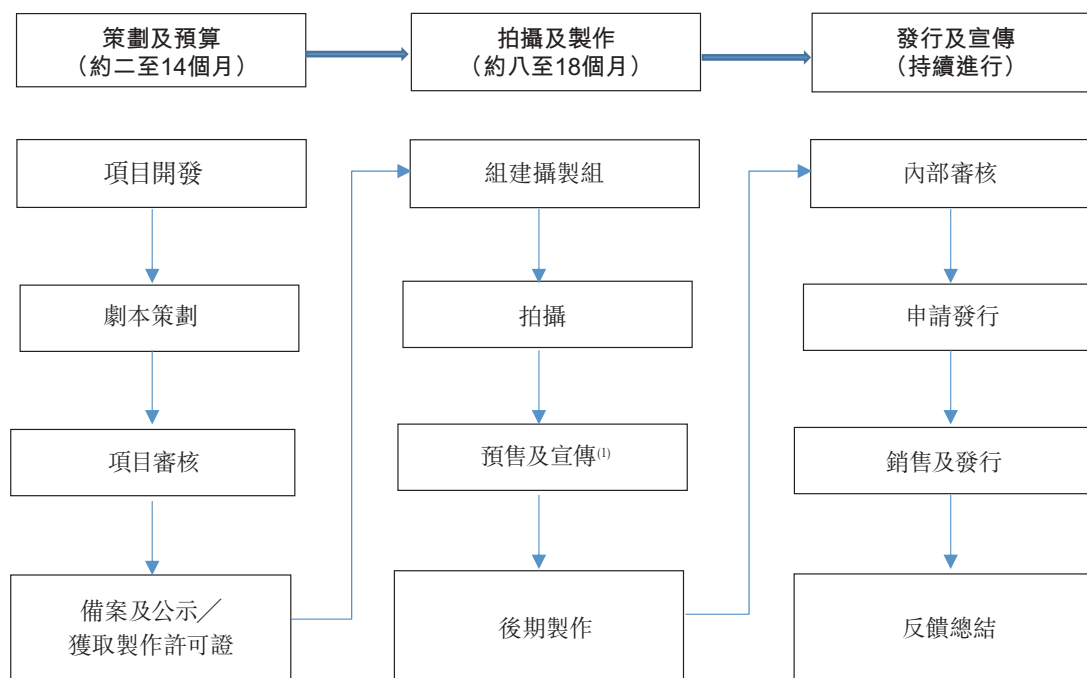 策劃及預算
（約二至14個月）
拍攝及製作
（約八至18個月）
發行及宣傳
（持續進行）
項目開發
劇本策劃
項目審核
備案及公示／
獲取製作許可證
組建攝製組
拍攝
預售及宣傳(1)
後期製作
內部審核
申請發行
銷售及發行
反饋總結